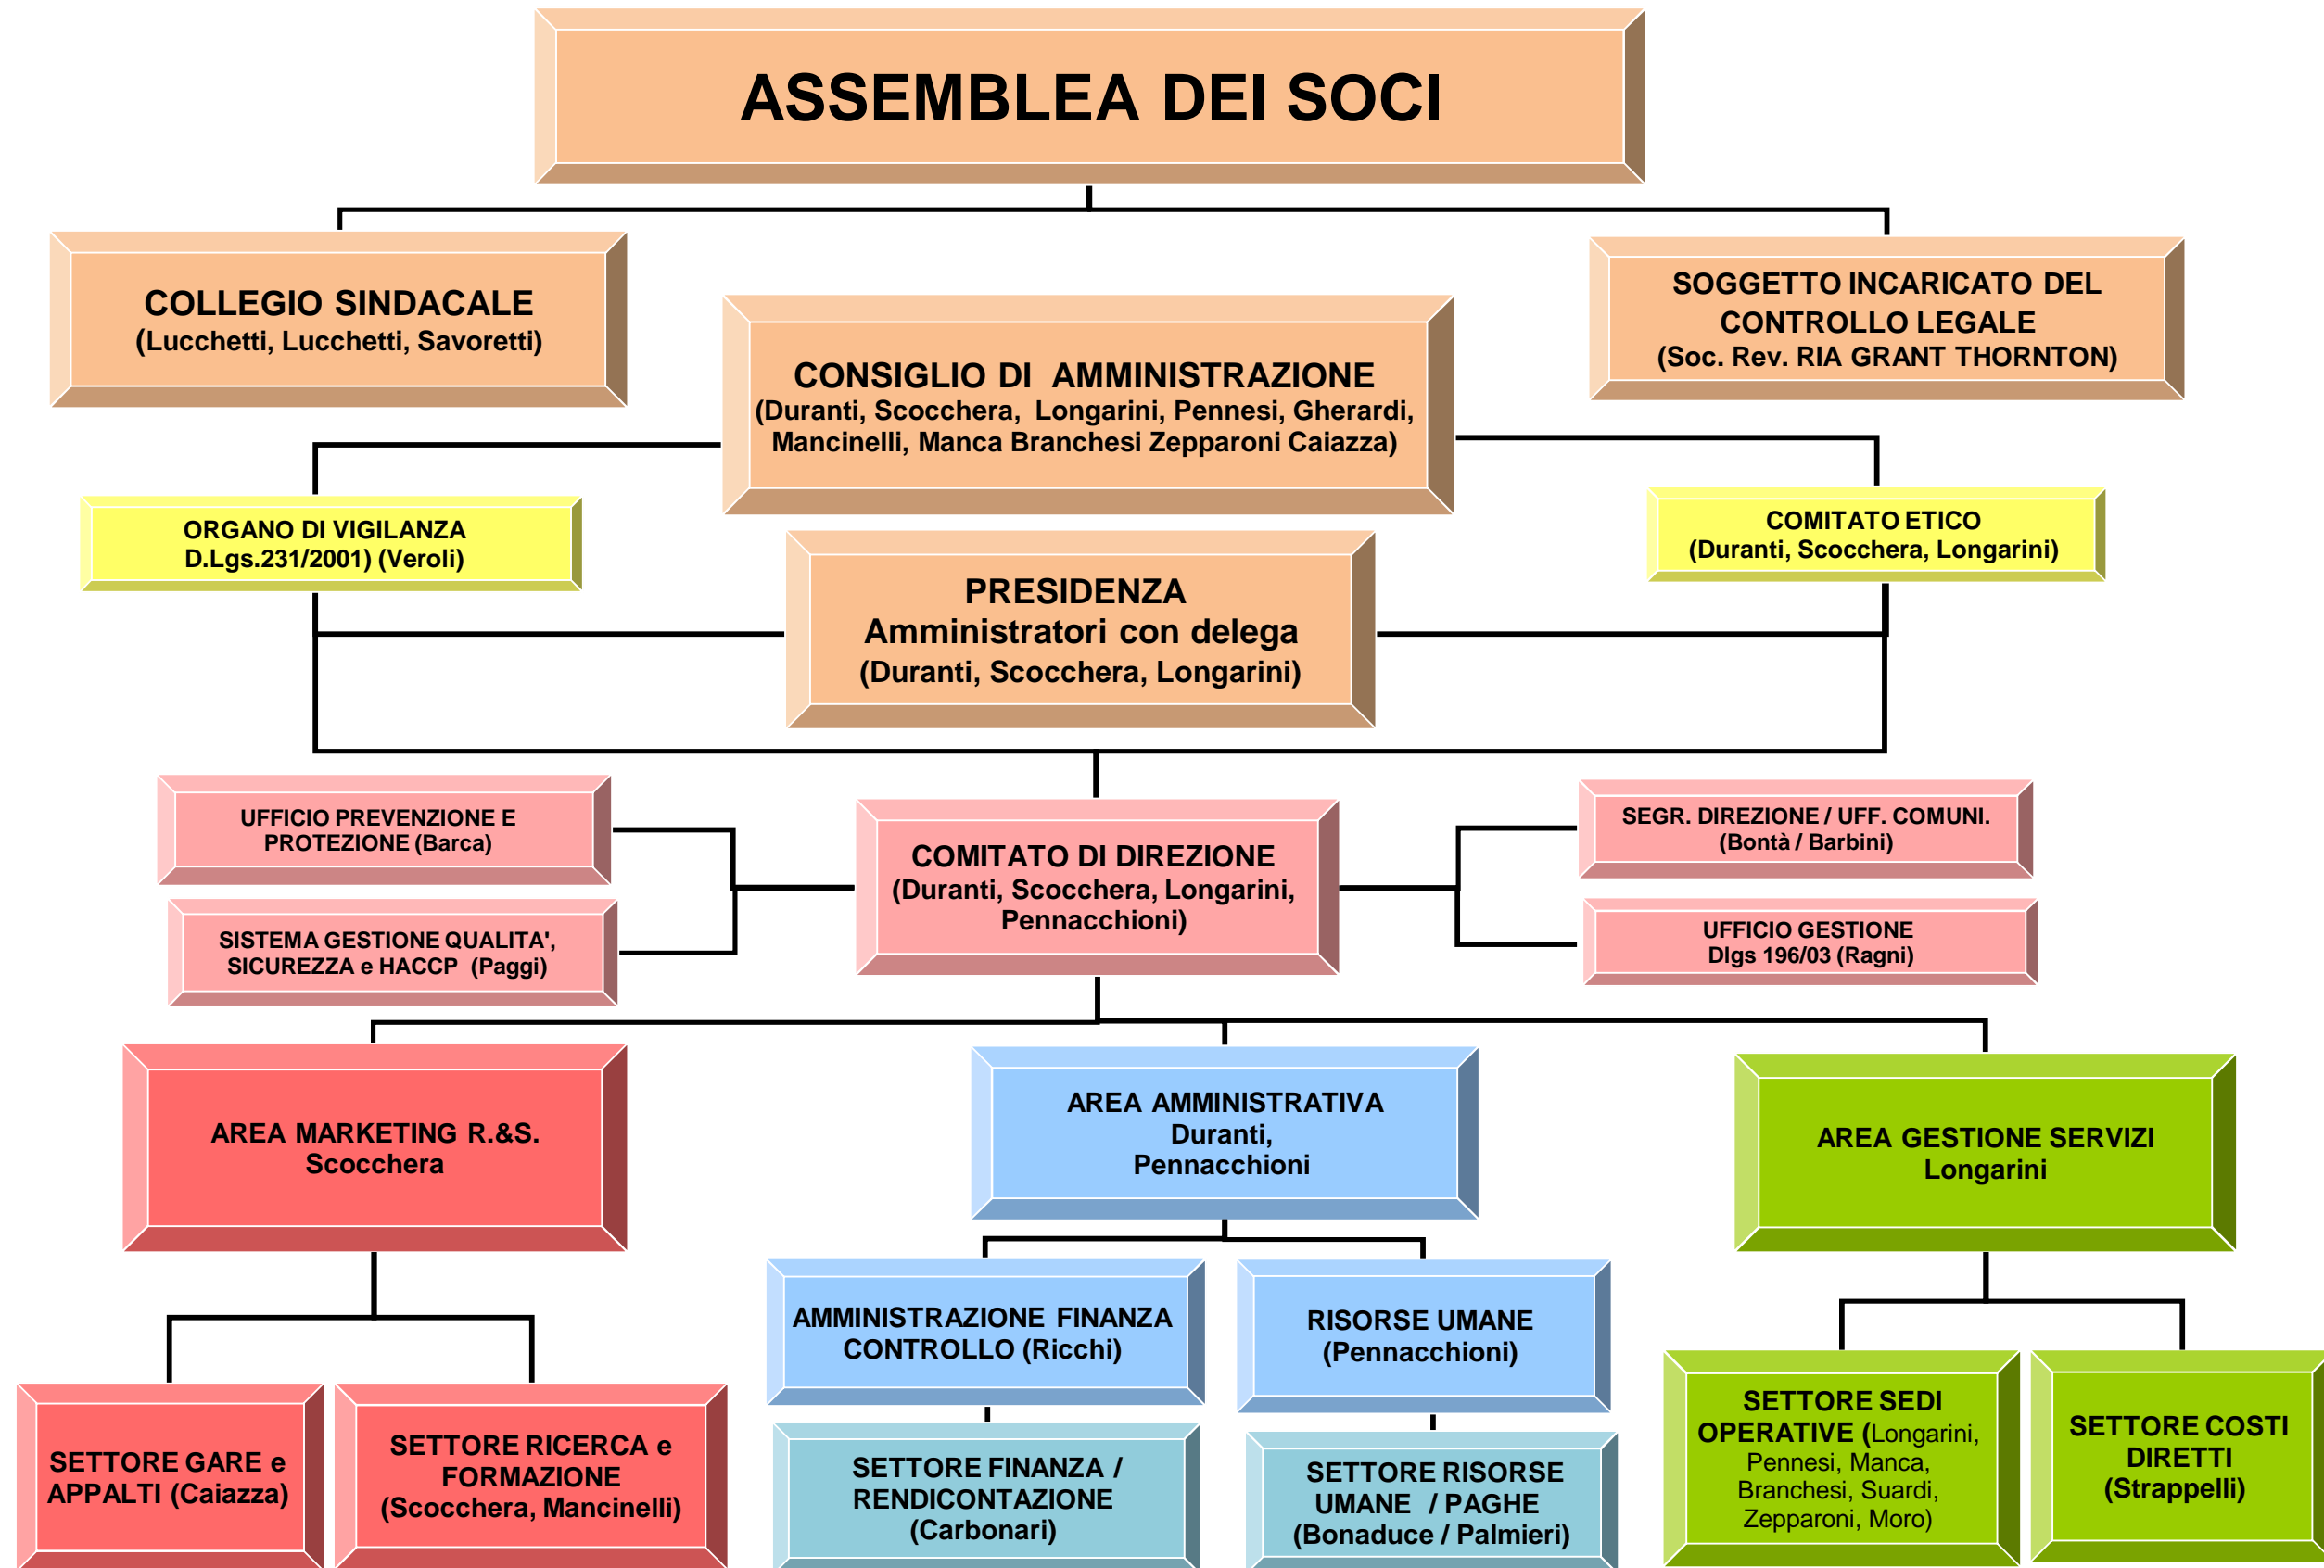 ASSEMBLEA DEI SOCI
COLLEGIO SINDACALE
(Lucchetti, Lucchetti, Savoretti)
SOGGETTO INCARICATO DEL
CONTROLLO LEGALE
(Soc. Rev. RIA GRANT THORNTON)
CONSIGLIO DI AMMINISTRAZIONE
(Duranti, Scocchera, Longarini, Pennesi, Gherardi,
Mancinelli, Manca Branchesi Zepparoni Caiazza)
ORGANO DI VIGILANZA
D.Lgs.231/2001) (Veroli)
COMITATO ETICO
(Duranti, Scocchera, Longarini)
PRESIDENZA
Amministratori con delega
(Duranti, Scocchera, Longarini)
UFFICIO PREVENZIONE E
PROTEZIONE (Barca)
SEGR. DIREZIONE / UFF. COMUNI.
(Bontà / Barbini)
COMITATO DI DIREZIONE
(Duranti, Scocchera, Longarini,
Pennacchioni)
SISTEMA GESTIONE QUALITA',
SICUREZZA e HACCP (Paggi)
UFFICIO GESTIONE
Dlgs 196/03 (Ragni)
AREA MARKETING R.&S.
Scocchera
AREA AMMINISTRATIVA
Duranti,
Pennacchioni
AREA GESTIONE SERVIZI
Longarini
AMMINISTRAZIONE FINANZA
CONTROLLO (Ricchi)
RISORSE UMANE
(Pennacchioni)
SETTORE GARE e
APPALTI (Caiazza)
SETTORE RICERCA e
FORMAZIONE
(Scocchera, Mancinelli)
SETTORE FINANZA /
RENDICONTAZIONE
(Carbonari)
SETTORE RISORSE
UMANE / PAGHE
(Bonaduce / Palmieri)
SETTORE SEDI
OPERATIVE (Longarini,
Pennesi, Manca,
Branchesi, Suardi,
Zepparoni, Moro)
SETTORE COSTI
DIRETTI
(Strappelli)